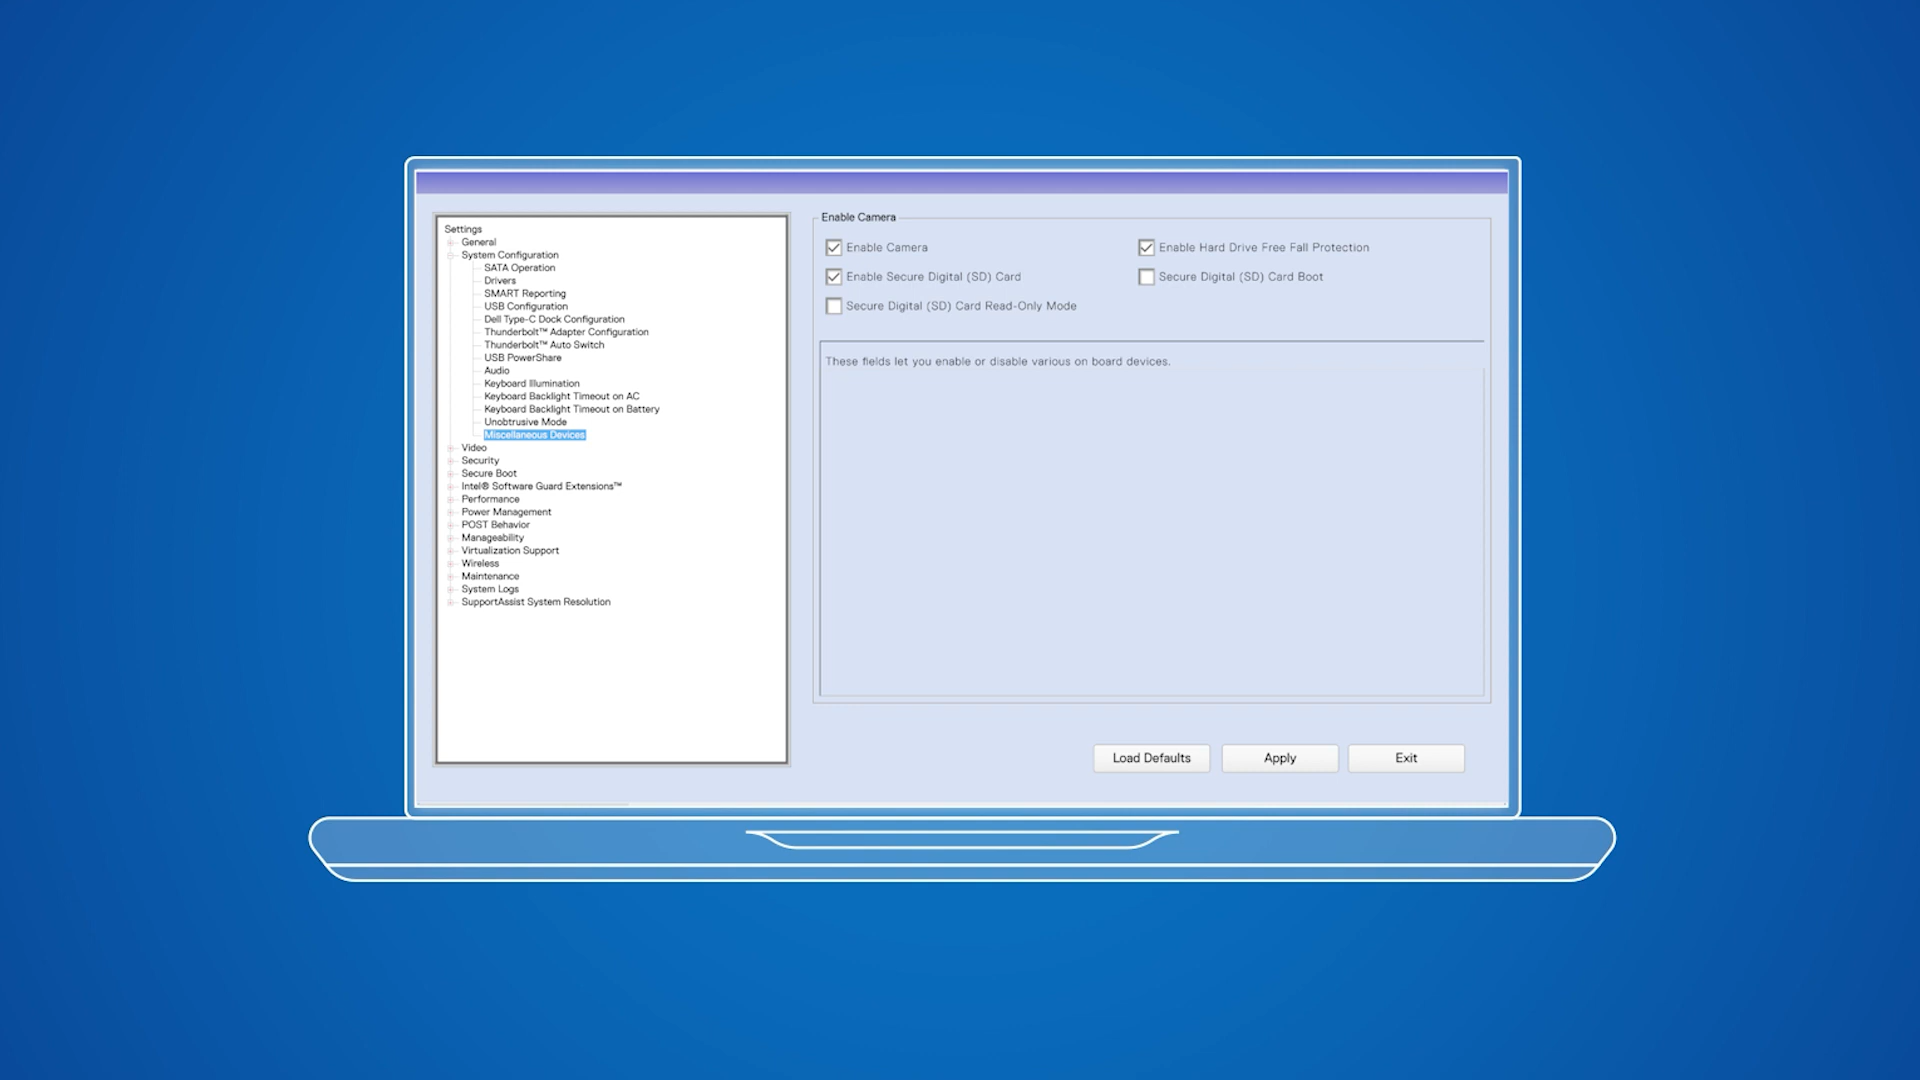 Settings
General
System Configuration
SATA Operation
Drivers
SMART Reporting
USB Configuration
Dell Type-C Dock Configuration
Thunderbolt™ Adapter Configuration
Thunderbolt™ Auto Switch
USB PowerShare
Audio
Keyboard Illumination
Keyboard Backlight Timeout on AC
Keyboard Backlight Timeout on Battery
Unobtrusive Mode
Miscellaneous Devices
Video
Security
Secure Boot
Intel® Software Guard Extensions™
Performance
Power Management
POST Behavior
Manageability
Virtualization Support
Wireless
Maintenance
System Logs
SupportAssist System Resolution
Enable Camera
Enable Camera
Enable Hard Drive Free Fall Protection
Enable Secure Digital (SD) Card
Secure Digital (SD) Card Boot
Secure Digital (SD) Card Read-Only Mode
These fields let you enable or disable various on board devices.
Load Defaults
Apply
Exit